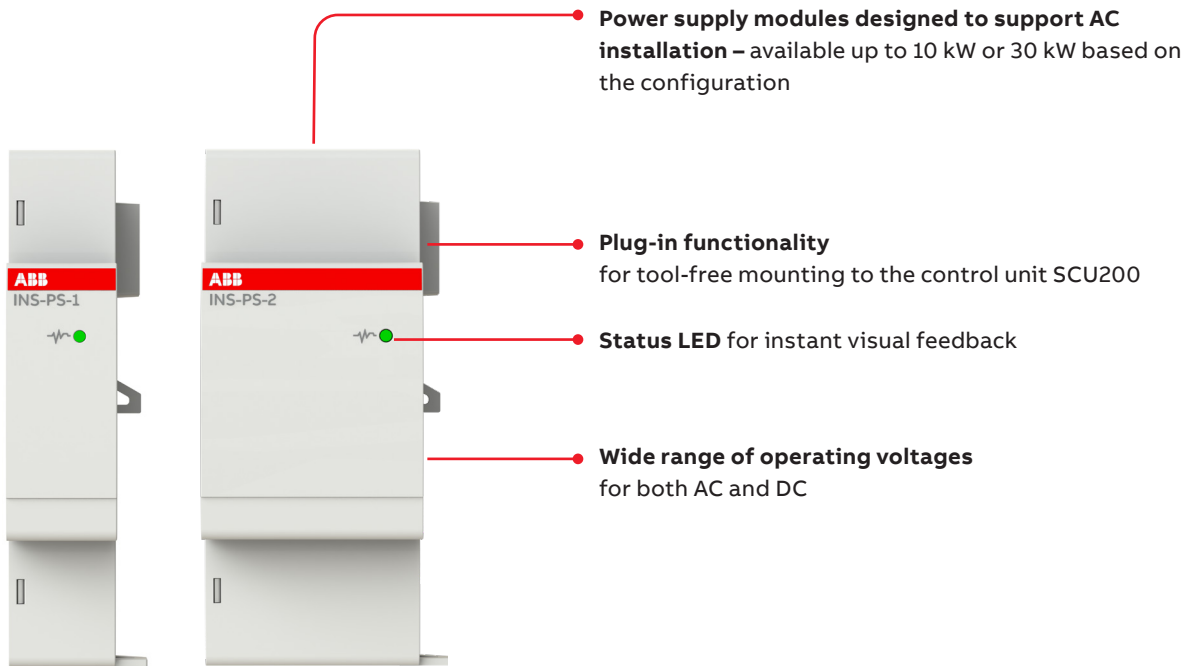 Power supply modules designed to support AC
installation – available up to 10 kW or 30 kW based on
the configuration
Plug-in functionality
for tool-free mounting to the control unit SCU200
Status LED for instant visual feedback
Wide range of operating voltages
for both AC and DC
ABB
INS-PS-1
ABB
INS-PS-2